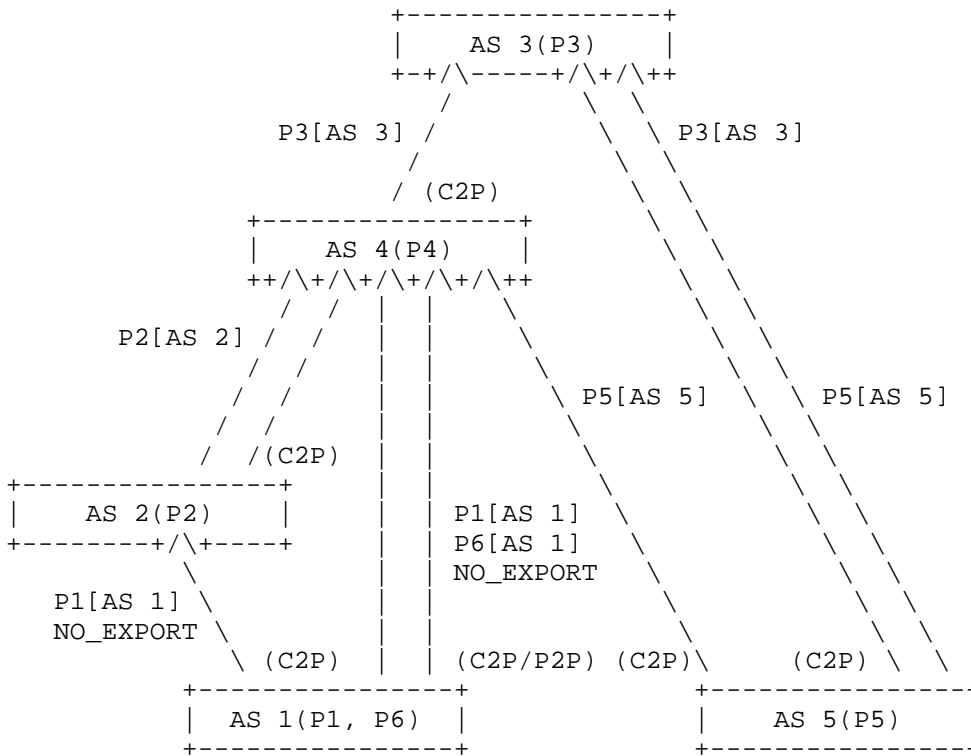 AS 3(P3)
P3[AS 3]
P3[AS 3]
(C2P)
AS 4(P4)
P2[AS 2]
P5[AS 5]
P5[AS 5]
(C2P)
AS 2(P2)
P1[AS 1]
P6[AS 1]
NO_EXPORT
P1[AS 1]
NO_EXPORT
(C2P) (C2P/P2P) (C2P) (C2P)
AS 1(P1, P6)
AS 5(P5)